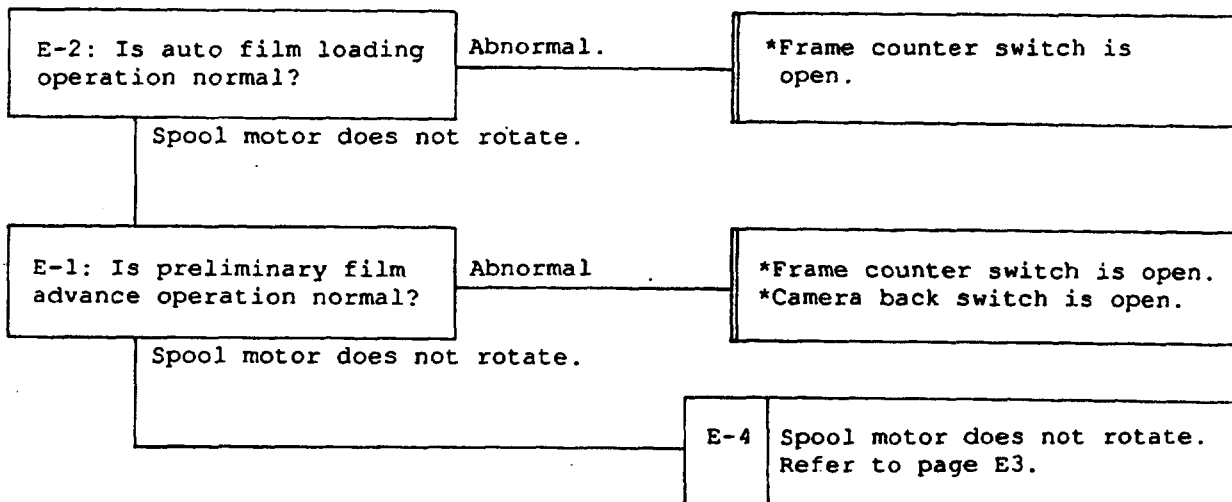 E-2: Is auto film loading
operation normal?
Abnormal.
*Frame counter switch is
open.
Spool motor does not rotate.
E-1: Is preliminary film
advance operation normal?
Abnormal
*Frame counter switch is open.
*Camera back switch is open.
Spool motor does not rotate.
E-4
Spool motor does not rotate.
Refer to page E3.